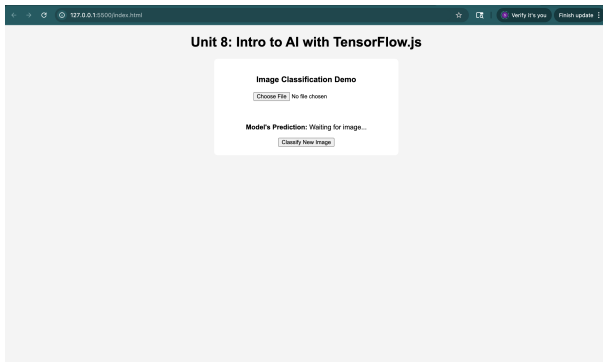 127.0.0.1:5500/index.html
Verify it's you
Finish update
Unit 8: Intro to AI with TensorFlow.js
Image Classification Demo
Choose File No file chosen
Model's Prediction: Waiting for image...
Classify New Image